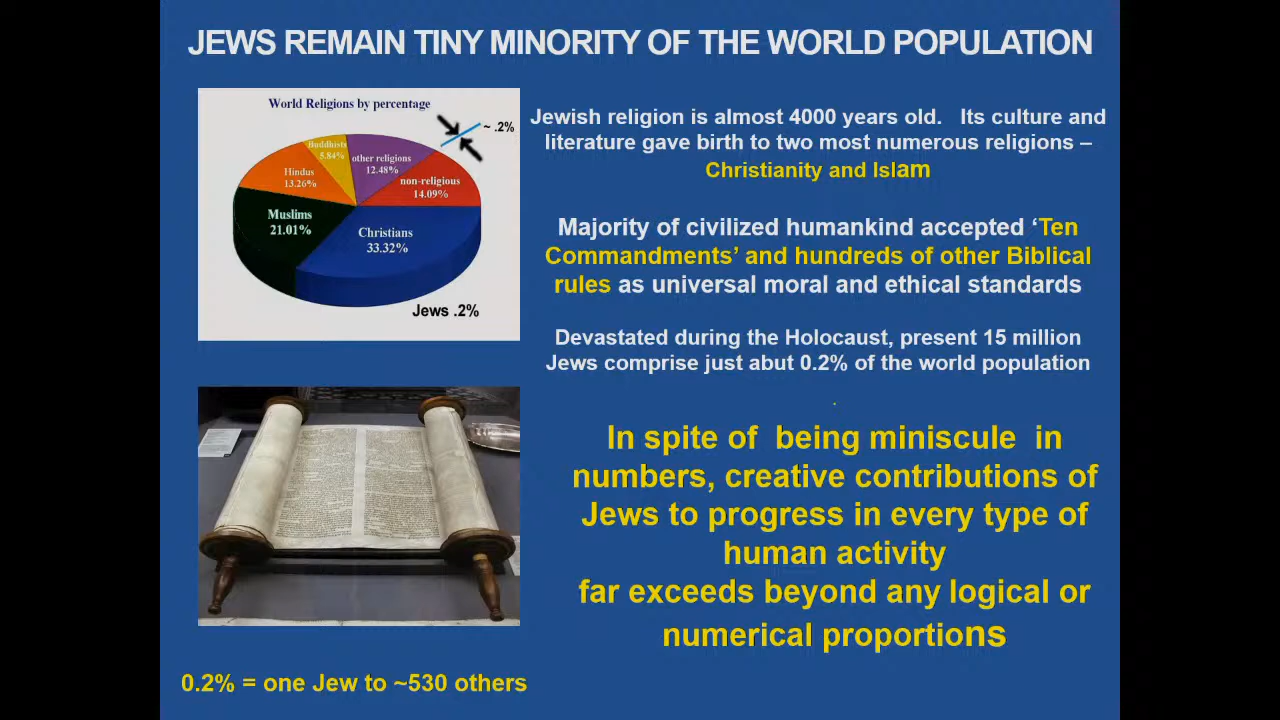 JEWS REMAIN TINY MINORITY OF THE WORLD POPULATION
World Religions by percentage
~ .2%
Buddhists
5.84%
other religions
12.48%
Hindus
13.26%
non-religious
14.09%
Muslims
21.01%
Christians
33.32%
Jews .2%
Jewish religion is almost 4000 years old. Its culture and
literature gave birth to two most numerous religions –
Christianity and Islam
Majority of civilized humankind accepted ‘Ten
Commandments’ and hundreds of other Biblical
rules as universal moral and ethical standards
Devastated during the Holocaust, present 15 million
Jews comprise just abut 0.2% of the world population
.
In spite of being miniscule in
numbers, creative contributions of
Jews to progress in every type of
human activity
far exceeds beyond any logical or
numerical proportions
0.2% = one Jew to ~530 others